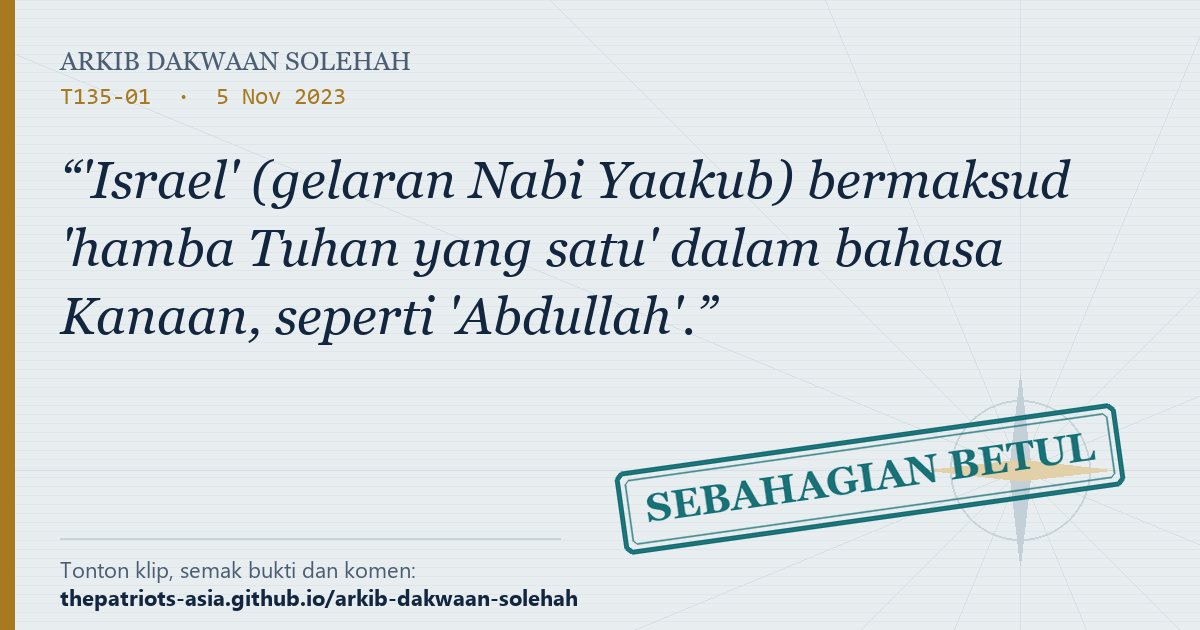 ARKIB DAKWAAN SOLEHAH
T135-01 · 5 Nov 2023
“'Israel' (gelaran Nabi Yaakub) bermaksud
'hamba Tuhan yang satu' dalam bahasa
Kanaan, seperti 'Abdullah'.”
SEBAHAGIAN BETUL
Tonton klip, semak bukti dan komen:
thepatriots-asia.github.io/arkib-dakwaan-solehah